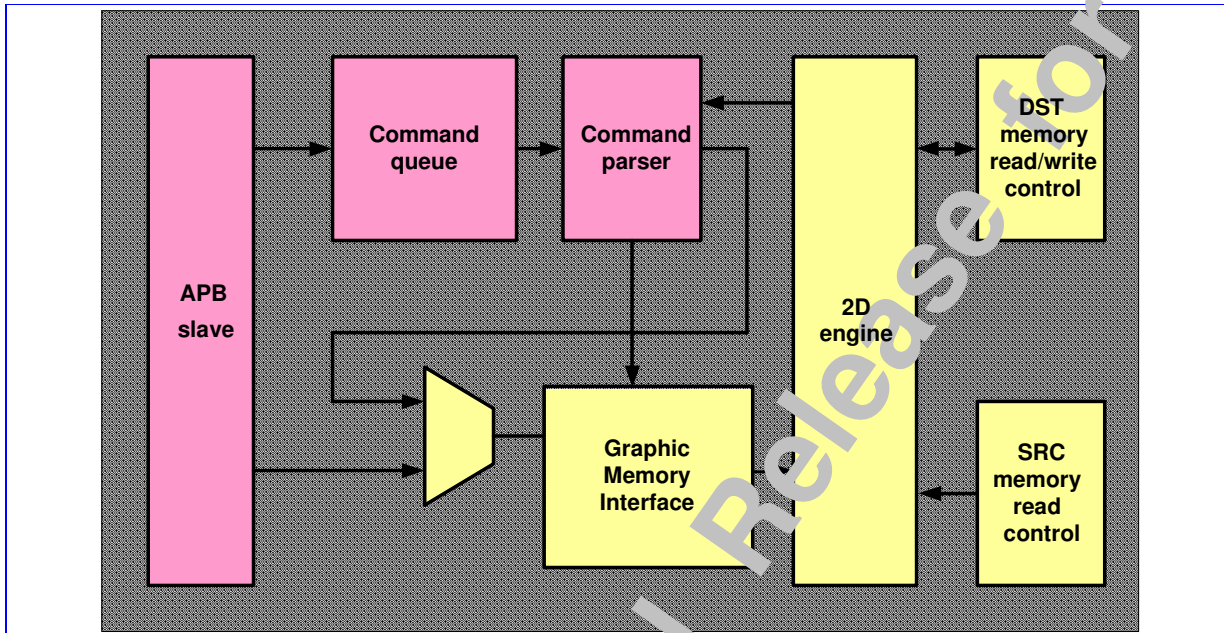 Command
queue
Command
parser
DST
memory
read/write
control
APB
slave
2D
engine
Graphic
Memory
Interface
SRC
memory
read
control
Release for